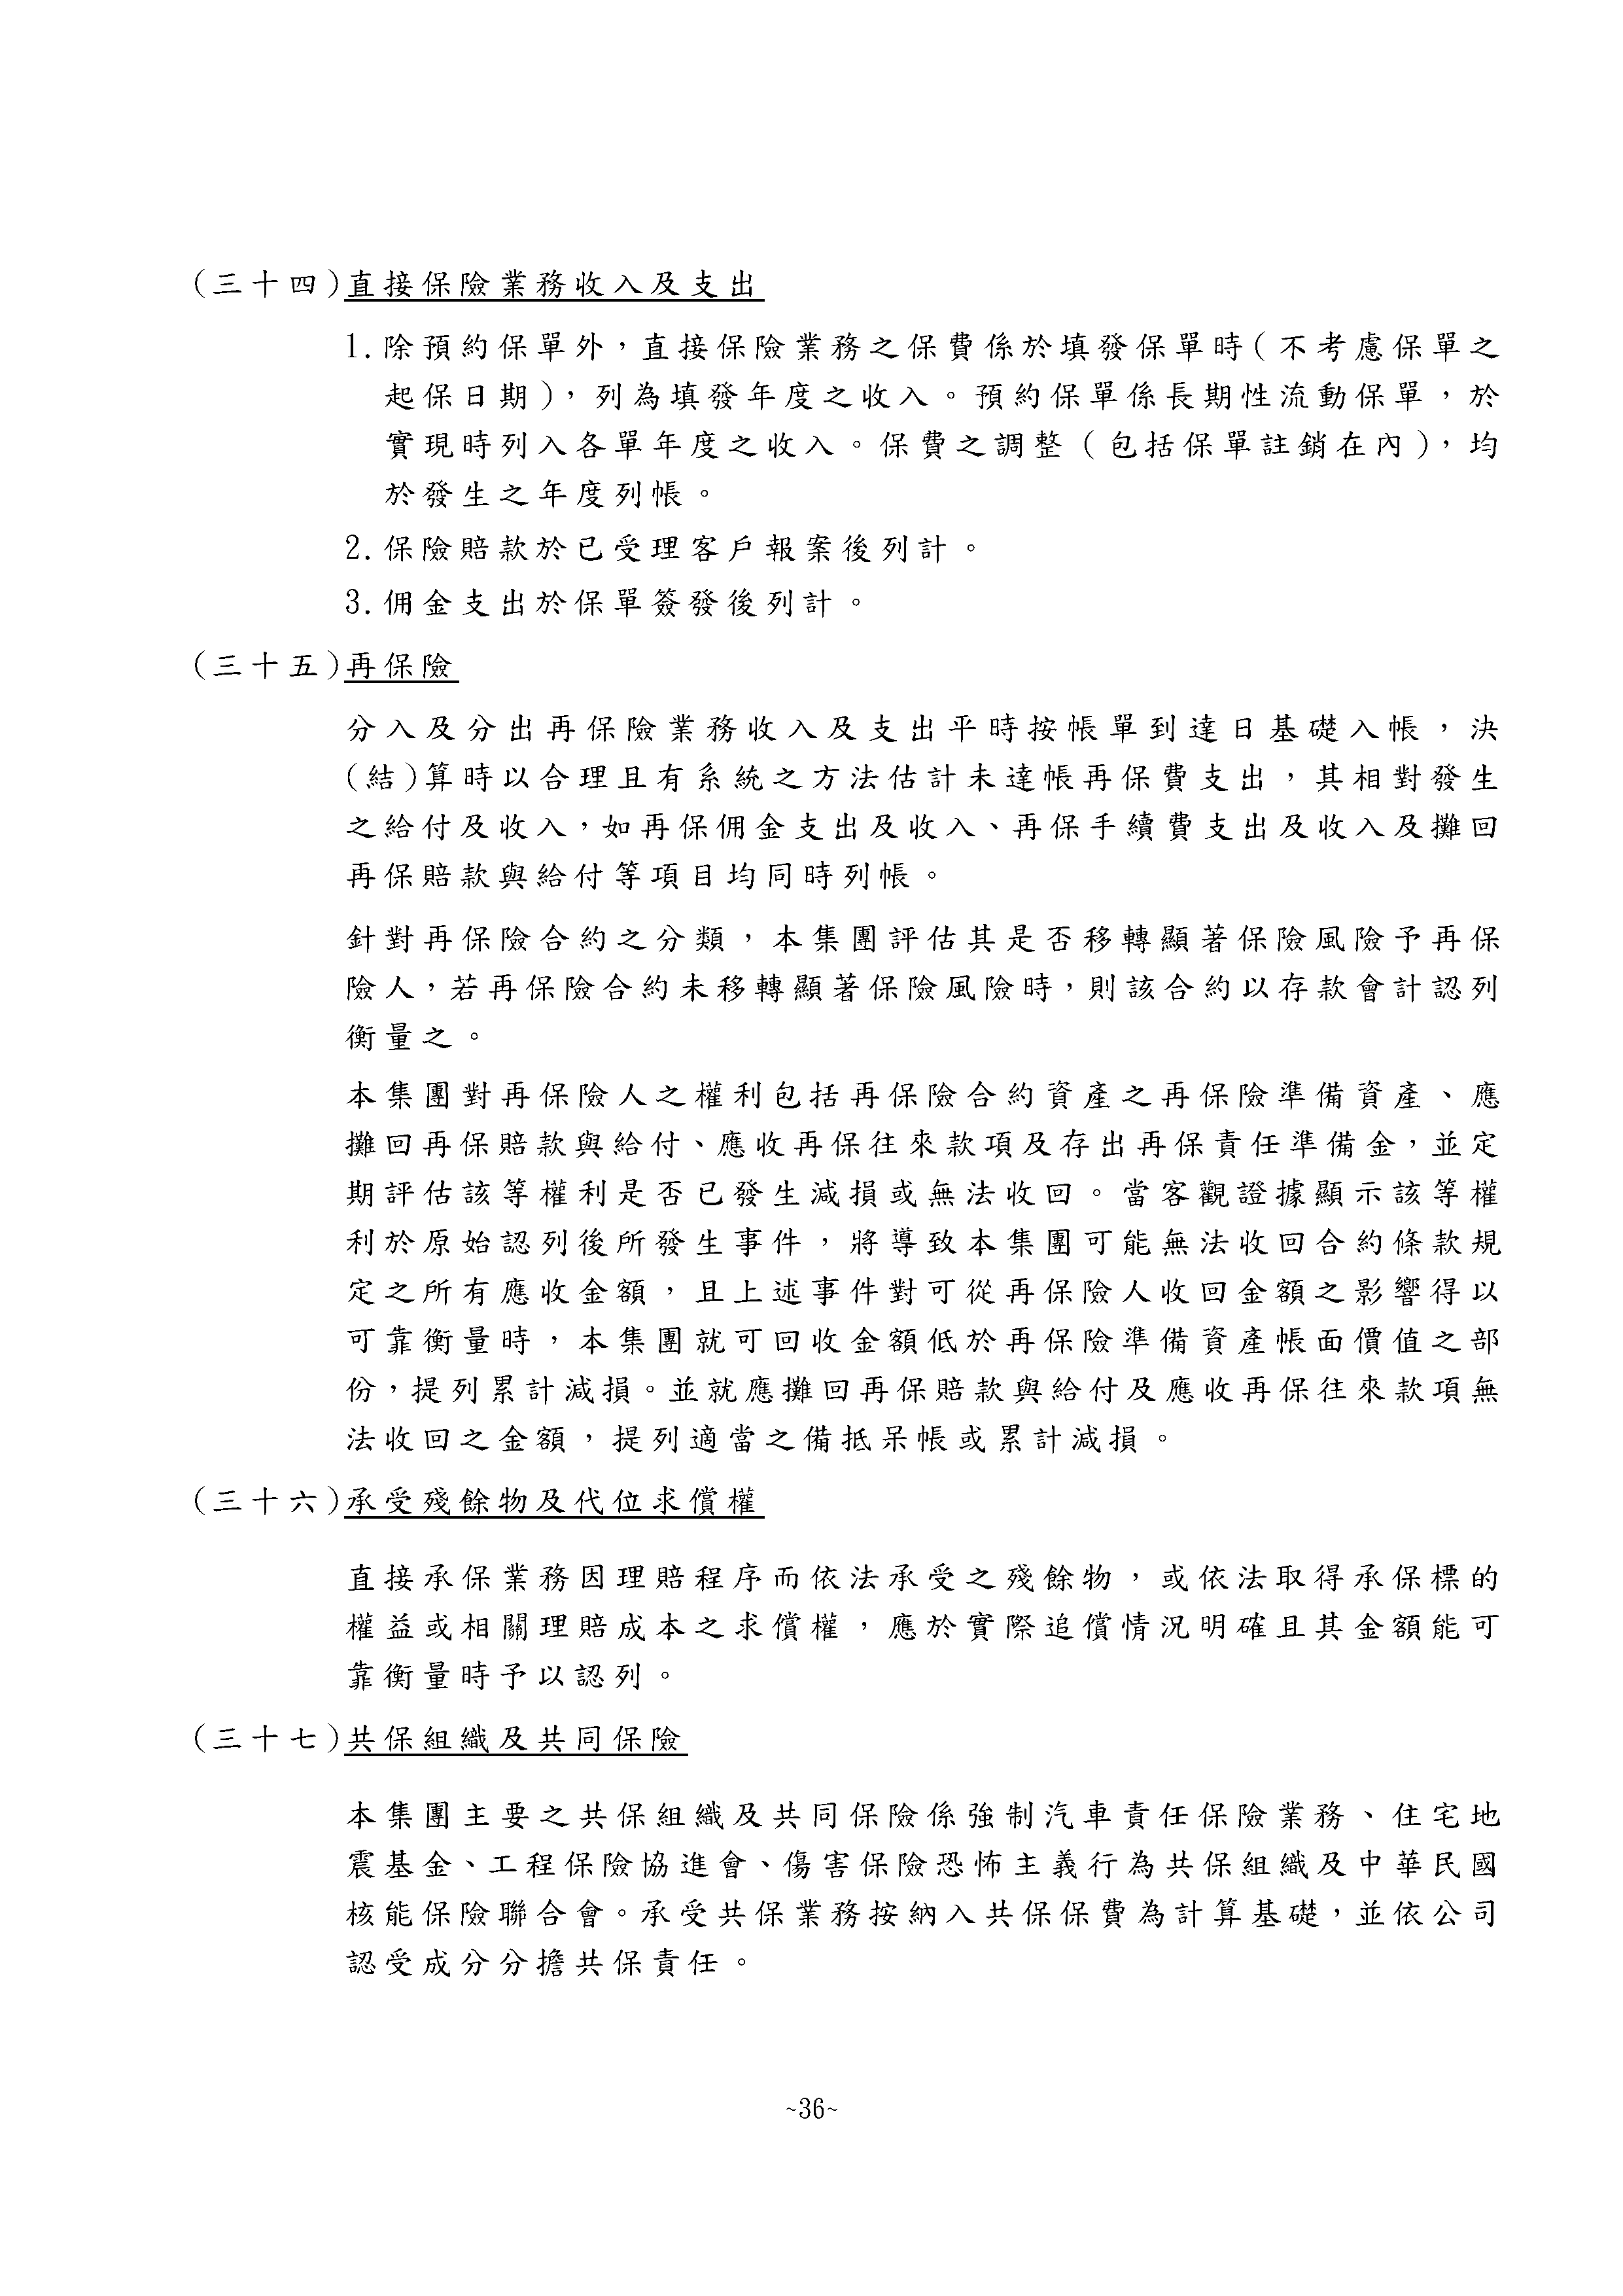 (三十四)直接保險業務收入及支出
1.除預約保單外，直接保險業務之保費係於填發保單時(不考慮保單之
起保日期)，列為填發年度之收入。預約保單係長期性流動保單，於
實現時列入各單年度之收入。保費之調整(包括保單註銷在內)，均
於發生之年度列帳。
2.保險賠款於已受理客戶報案後列計。
3.佣金支出於保單簽發後列計。
(三十五)再保險
分入及分出再保險業務收入及支出平時按帳單到達日基礎入帳，決
(結)算時以合理且有系統之方法估計未達帳再保費支出，其相對發生
之給付及收入，如再保佣金支出及收入、再保手續費支出及收入及攤回
再保賠款與給付等項目均同時列帳。
針對再保險合約之分類，本集團評估其是否移轉顯著保險風險予再保
險人，若再保險合約未移轉顯著保險風險時，則該合約以存款會計認列
衡量之。
本集團對再保險人之權利包括再保險合約資產之再保險準備資產、應
攤回再保賠款與給付、應收再保往來款項及存出再保責任準備金，並定
期評估該等權利是否已發生減損或無法收回。當客觀證據顯示該等權
利於原始認列後所發生事件，將導致本集團可能無法收回合約條款規
定之所有應收金額，且上述事件對可從再保險人收回金額之影響得以
可靠衡量時，本集團就可回收金額低於再保險準備資產帳面價值之部
份，提列累計減損。並就應攤回再保賠款與給付及應收再保往來款項無
法收回之金額，提列適當之備抵呆帳或累計減損。
(三十六)承受殘餘物及代位求償權
直接承保業務因理賠程序而依法承受之殘餘物，或依法取得承保標的
權益或相關理賠成本之求償權，應於實際追償情況明確且其金額能可
靠衡量時予以認列。
(三十七)共保組織及共同保險
本集團主要之共保組織及共同保險係強制汽車責任保險業務、住宅地
震基金、工程保險協進會、傷害保險恐怖主義行為共保組織及中華民國
核能保險聯合會。承受共保業務按納入共保保費為計算基礎，並依公司
認受成分分擔共保責任。
~36~